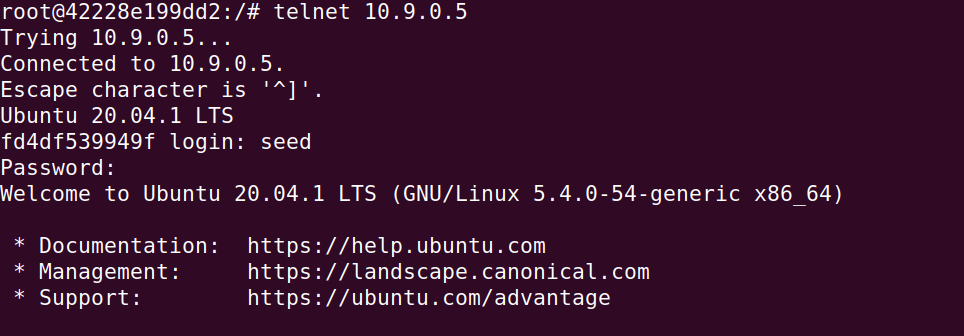 root@42228e199dd2:/# telnet 10.9.0.5
Trying 10.9.0.5...
Connected to 10.9.0.5.
Escape character is '^]'.
Ubuntu 20.04.1 LTS
fd4df539949f login: seed
Password:
Welcome to Ubuntu 20.04.1 LTS (GNU/Linux 5.4.0-54-generic x86_64)

 * Documentation:  https://help.ubuntu.com
 * Management:     https://landscape.canonical.com
 * Support:        https://ubuntu.com/advantage